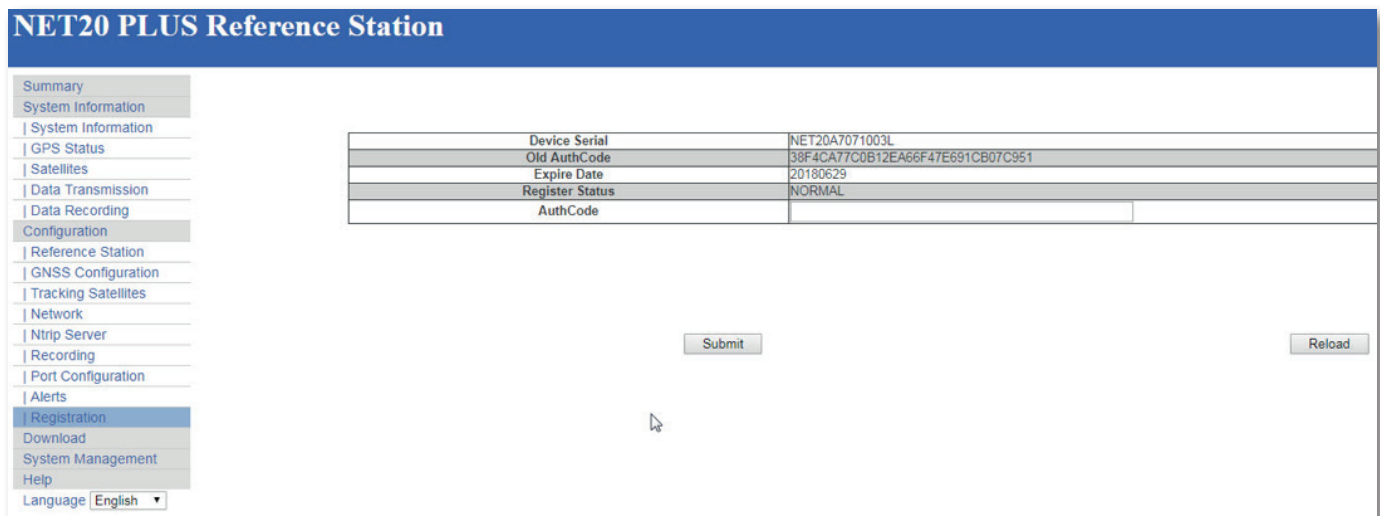 NET20 PLUS Reference Station
Summary
System Information
| System Information
| GPS Status
| Satellites
| Data Transmission
| Data Recording
Configuration
| Reference Station
| GNSS Configuration
| Tracking Satellites
| Network
| Ntrip Server
| Recording
| Port Configuration
| Alerts
| Registration
Download
System Management
Help
Language English
Device Serial NET20A7071003L
Old AuthCode 38F4CA77C0B12EA66F47E691CB07C951
Expire Date 20180629
Register Status NORMAL
AuthCode
Submit Reload